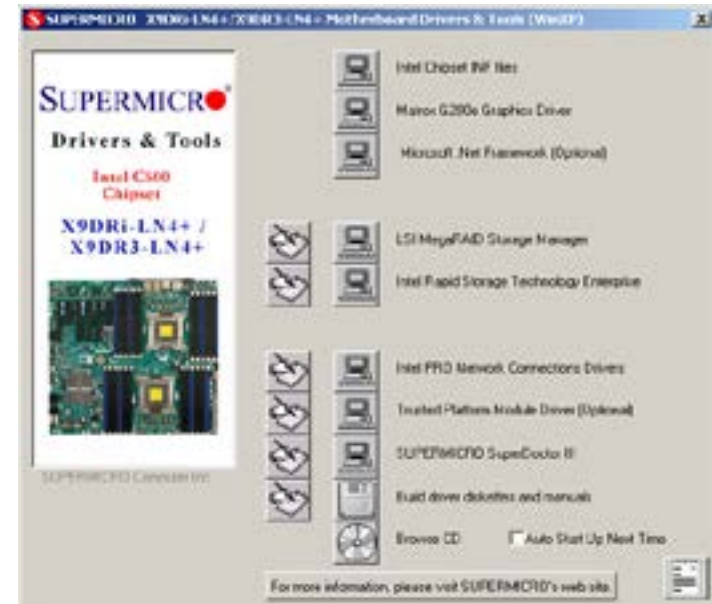 SUPERMICRO X9DRi-LN4+/X9DR3-LN4+ Motherboard Drivers & Tools (WinXP)
SUPERMICRO
Drivers & Tools
Intel C600
Chipset
X9DRi-LN4+ /
X9DR3-LN4+
SUPERMICRO Computer Inc.
Intel Chipset INF files
Matrox G200e Graphics Driver
Microsoft .Net Framework (Optional)
LSI MegaRAID Storage Manager
Intel Rapid Storage Technology Enterprise
Intel PRO Network Connections Drivers
Trusted Platform Module Driver (Optional)
SUPERMICRO SuperDoctor III
Build driver diskettes and manuals
Browse CD
Auto Start Up Next Time
For more information, please visit SUPERMICRO's web site.